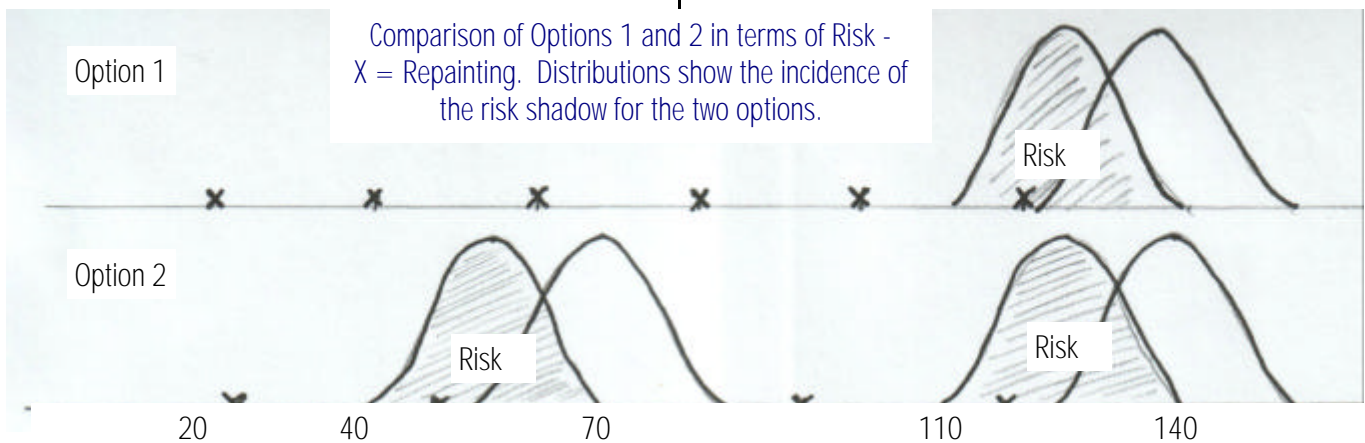 Comparison of Options 1 and 2 in terms of Risk -
X = Repainting. Distributions show the incidence of
the risk shadow for the two options.
Option 1
Risk
X X X X X X
Option 2
Risk Risk
20 40 70 110 140